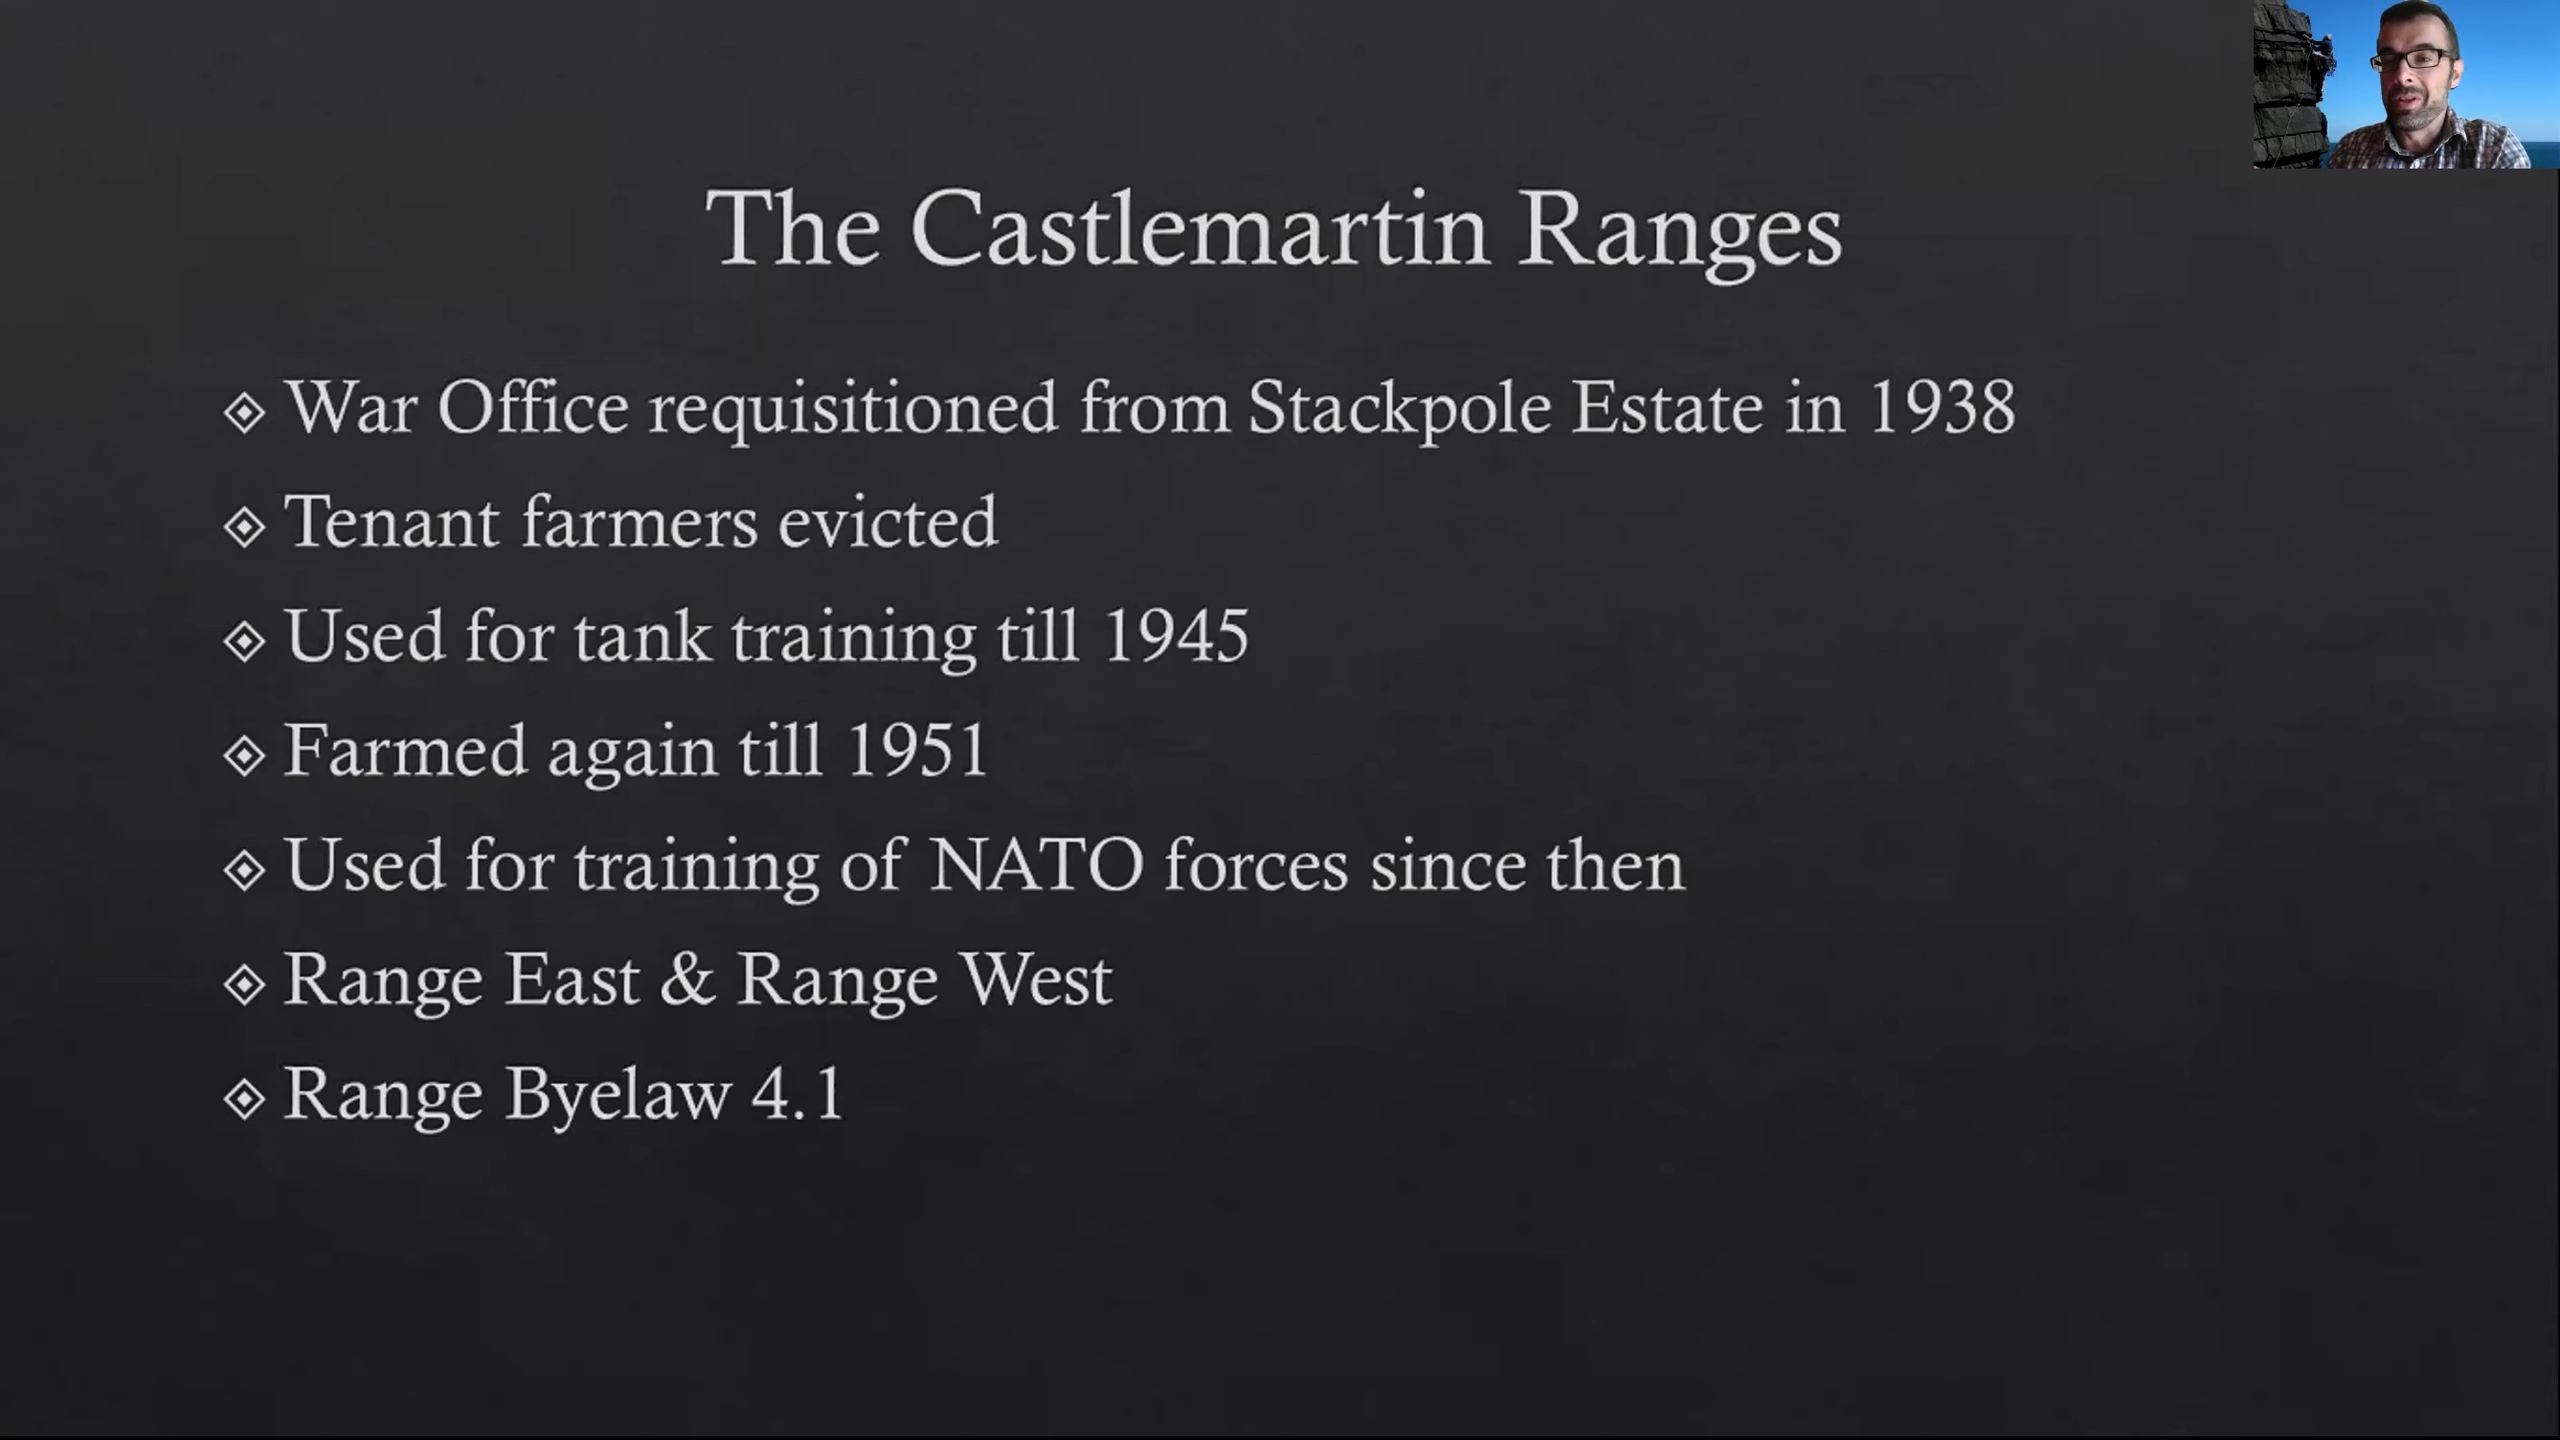 The Castlemartin Ranges
War Office requisitioned from Stackpole Estate in 1938
Tenant farmers evicted
Used for tank training till 1945
Farmed again till 1951
Used for training of NATO forces since then
Range East & Range West
Range Byelaw 4.1